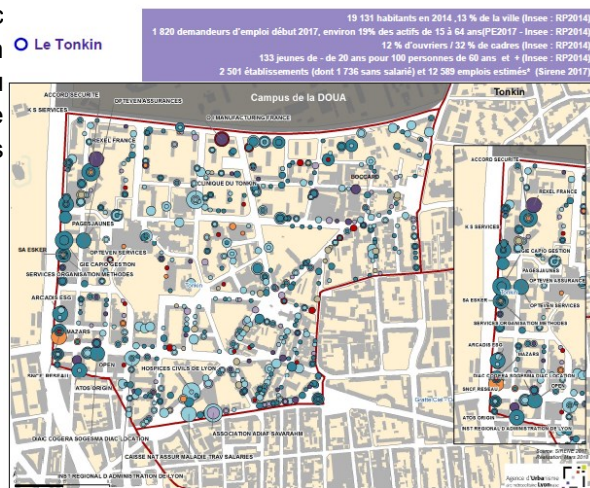 Le Tonkin
19 131 habitants en 2014 ,13 % de la ville (Insee : RP2014)
1 820 demandeurs d'emploi début 2017, environ 19% des actifs de 15 à 64 ans(PE2017 - Insee : RP2014)
12 % d'ouvriers / 32 % de cadres (Insee : RP2014)
133 jeunes de - de 20 ans pour 100 personnes de 60 ans et + (Insee : RP2014)
2 501 établissements (dont 1 736 sans salarié) et 12 589 emplois estimés* (Sirene 2017)
ACCORD SECURITE
OPTEVEN ASSURANCES
Campus de la DOUA
Tonkin
K S SERVICES
MANUFACTURING FRANCE
REXEL FRANCE
CLINIQUE DU TONKIN
BOCCARD
PAGESJAUNES
SA ESKER
OPTEVEN SERVICES
GIE CAPIO GESTION
SERVICES ORGANISATION METHODES
ARCADIS ESG
MAZARS
OPEN
HOSPICES CIVILS DE LYON
SNCF RESEAU
ATOS ORIGIN
ASSOCIATION ADIAF SAVARAHM
DIAC COGERA SOGESMA DIAC LOCATION
CAISSE NAT ASSUR MALADIE TRAV SALARIES
INST REGIONAL D ADMINISTRATION DE LYON
ACCORD SECURITE
REXEL FRANCE
K S SERVICES
GIE CAPIO GESTION
PAGESJAUNES
OPTEVEN ASSURANCE
SA ESKER
OPTEVEN SERVICES
SERVICES ORGANISATION METHODES
ARCADIS ESG
MAZARS
DIAC COGERA SOGESMA DIAC LOCATION
SNCF RESEAU
OPEN
ATOS ORIGIN
INST REGIONAL D ADMINISTRATION DE LYON
Agence d'Urbanisme
Lyon